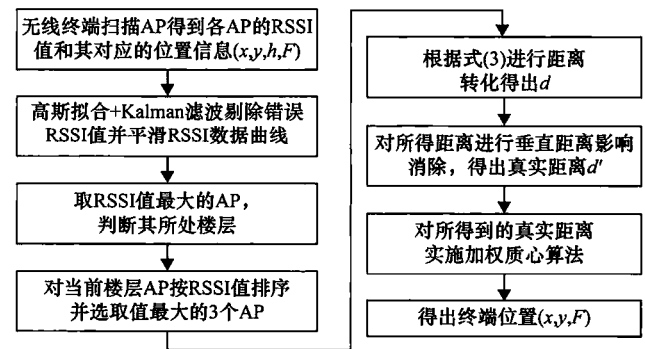 无线终端扫描AP得到各AP的RSSI
值和其对应的位置信息(x,y,h,F)
高斯拟合+Kalman滤波剔除错误
RSSI值并平滑RSSI数据曲线
取RSSI值最大的AP，
判断其所处楼层
对当前楼层AP按RSSI值排序
并选取值最大的3个AP
根据式(3)进行距离
转化得出d
对所得距离进行垂直距离影响
消除，得出真实距离d′
对所得到的真实距离
实施加权质心算法
得出终端位置(x,y,F)